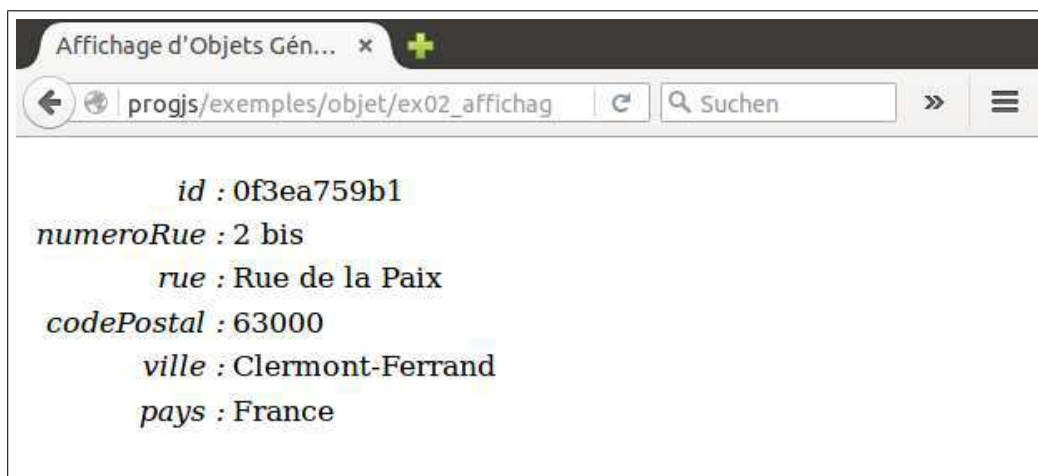 Affichage d'Objets Gén...
progjs/exemples/objet/ex02_affichag
Suchen
id : 0f3ea759b1
numeroRue : 2 bis
rue : Rue de la Paix
codePostal : 63000
ville : Clermont-Ferrand
pays : France